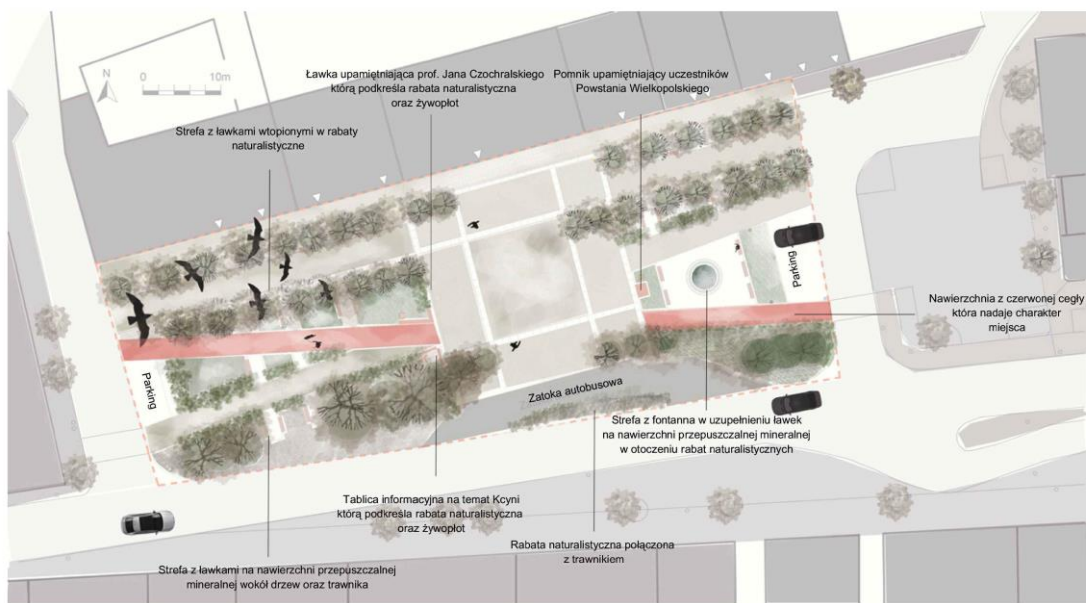 N
0
10m
Ławka upamiętniająca prof. Jana Czochralskiego
którą podkreśla rabata naturalistyczna
oraz żywopłot
Pomnik upamiętniający uczestników
Powstania Wielkopolskiego
Strefa z ławkami wtopionymi w rabaty
naturalistyczne
Parking
Nawierzchnia z czerwonej cegły
która nadaje charakter
miejsca
Parking
Zatoka autobusowa
Strefa z fontanna w uzupełnieniu ławek
na nawierzchni przepuszczalnej mineralnej
w otoczeniu rabat naturalistycznych
Tablica informacyjna na temat Kcyni
którą podkreśla rabata naturalistyczna
oraz żywopłot
Rabata naturalistyczna połączona
z trawnikiem
Strefa z ławkami na nawierzchni przepuszczalnej
mineralnej wokół drzew oraz trawnika